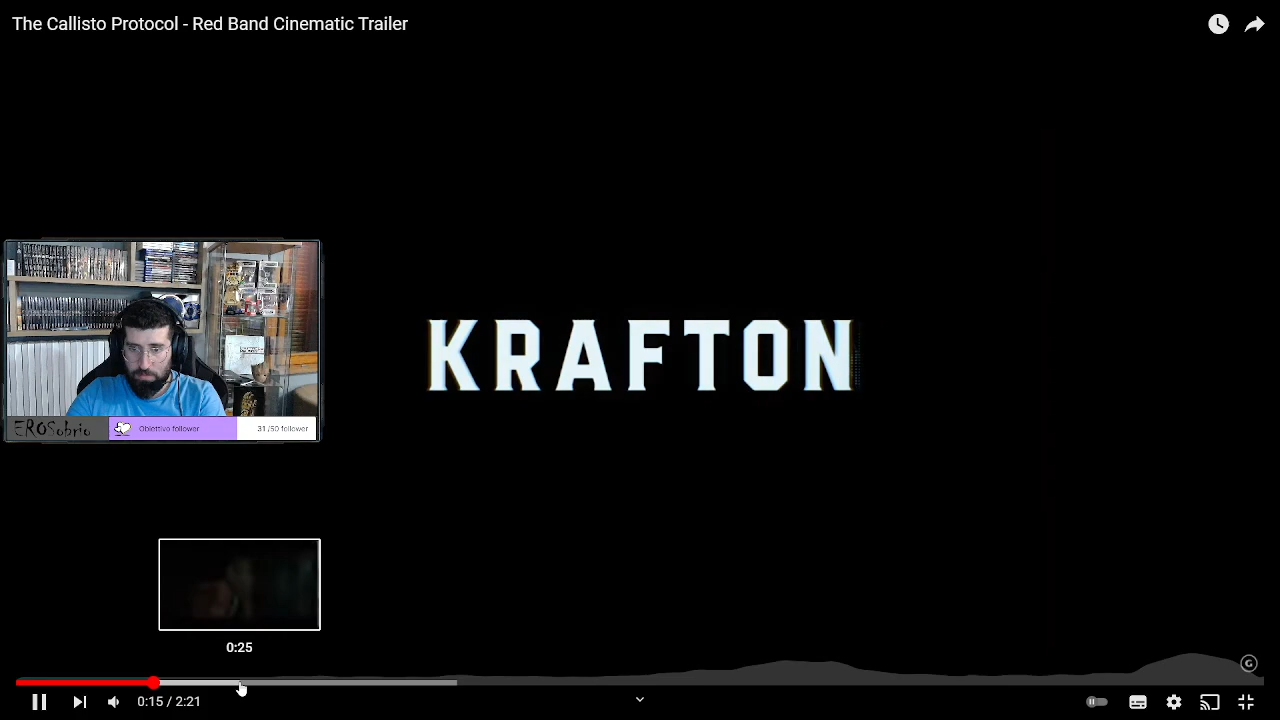 The Callisto Protocol - Red Band Cinematic Trailer
KRAFTON
EROSobrio
Obiettivo follower
31 /50 follower
0:25
0:15 / 2:21